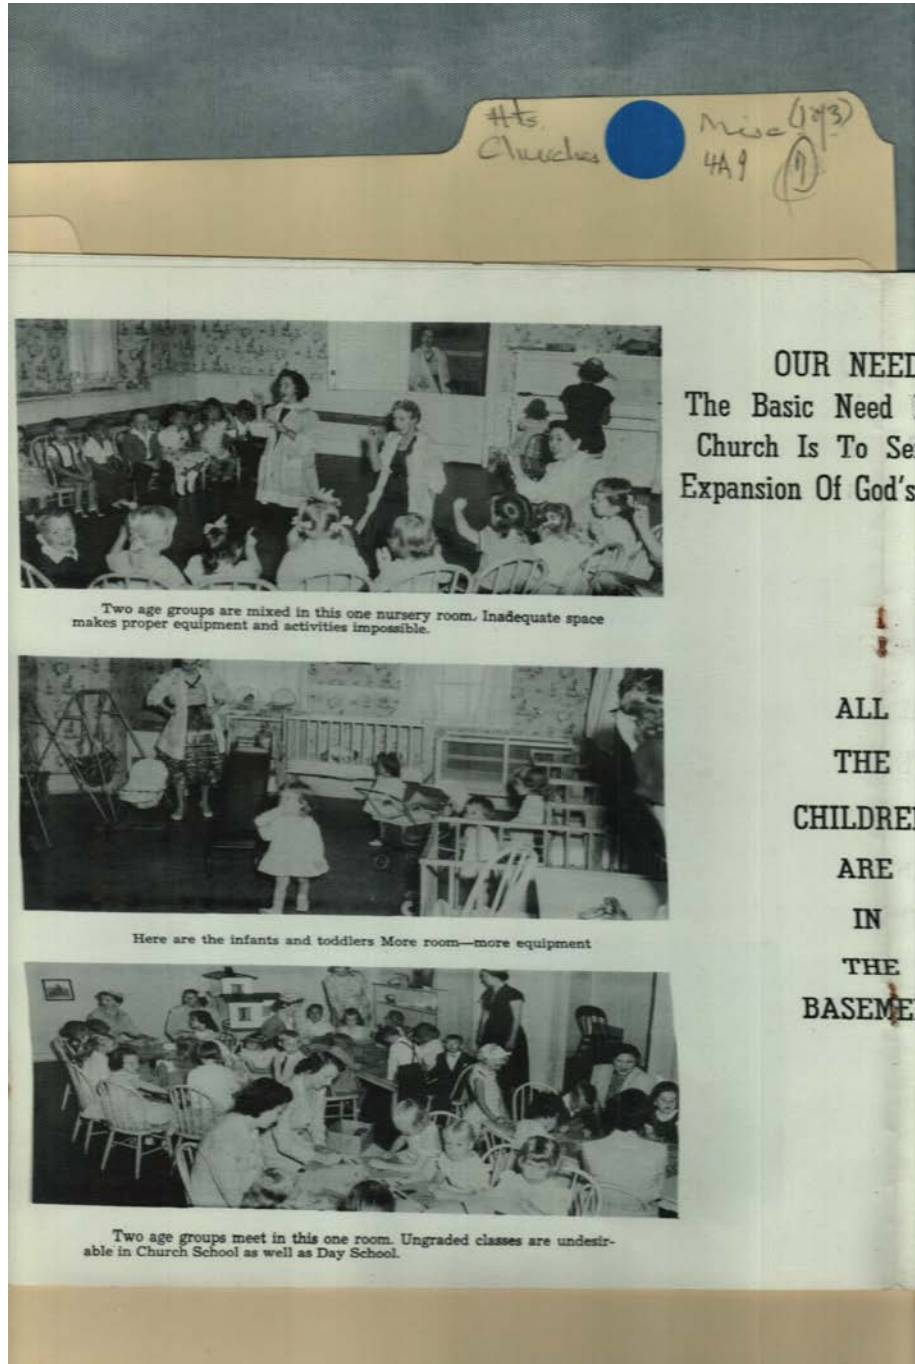 Hts.
Churches
Misc (1 of 3)
4A9
7
OUR NEED
The Basic Need
Church Is To Se
Expansion Of God's
Two age groups are mixed in this one nursery room. Inadequate space
makes proper equipment and activities impossible.
ALL
THE
CHILDRE
ARE
IN
THE
BASEME
Here are the infants and toddlers More room—more equipment
Two age groups meet in this one room. Ungraded classes are undesir-
able in Church School as well as Day School.